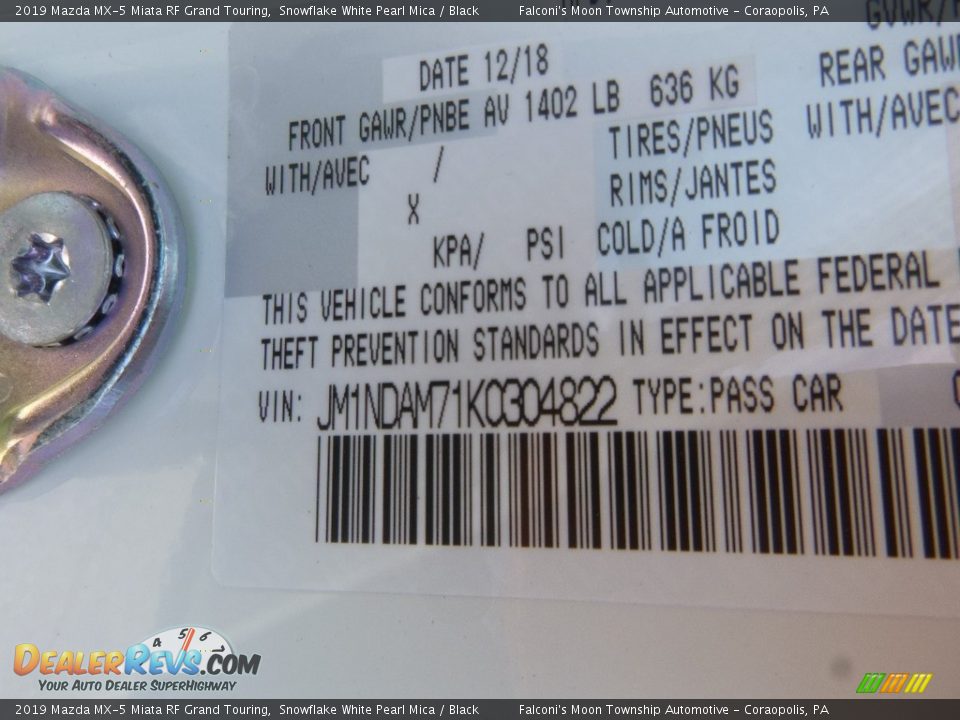 2019 Mazda MX-5 Miata RF Grand Touring, Snowflake White Pearl Mica / Black Falconi's Moon Township Automotive - Coraopolis, PA
DATE 12/18
FRONT GAWR/PNBE AV 1402 LB 636 KG REAR GAW
WITH/AVEC / TIRES/PNEUS WITH/AVEC
X RIMS/JANTES
KPA/ PSI COLD/A FROID
THIS VEHICLE CONFORMS TO ALL APPLICABLE FEDERAL
THEFT PREVENTION STANDARDS IN EFFECT ON THE DATE
VIN: JM1NDAM71K0304822 TYPE:PASS CAR
4 5 6 7
DEALERREVS.COM
YOUR AUTO DEALER SUPERHIGHWAY
2019 Mazda MX-5 Miata RF Grand Touring, Snowflake White Pearl Mica / Black Falconi's Moon Township Automotive - Coraopolis, PA